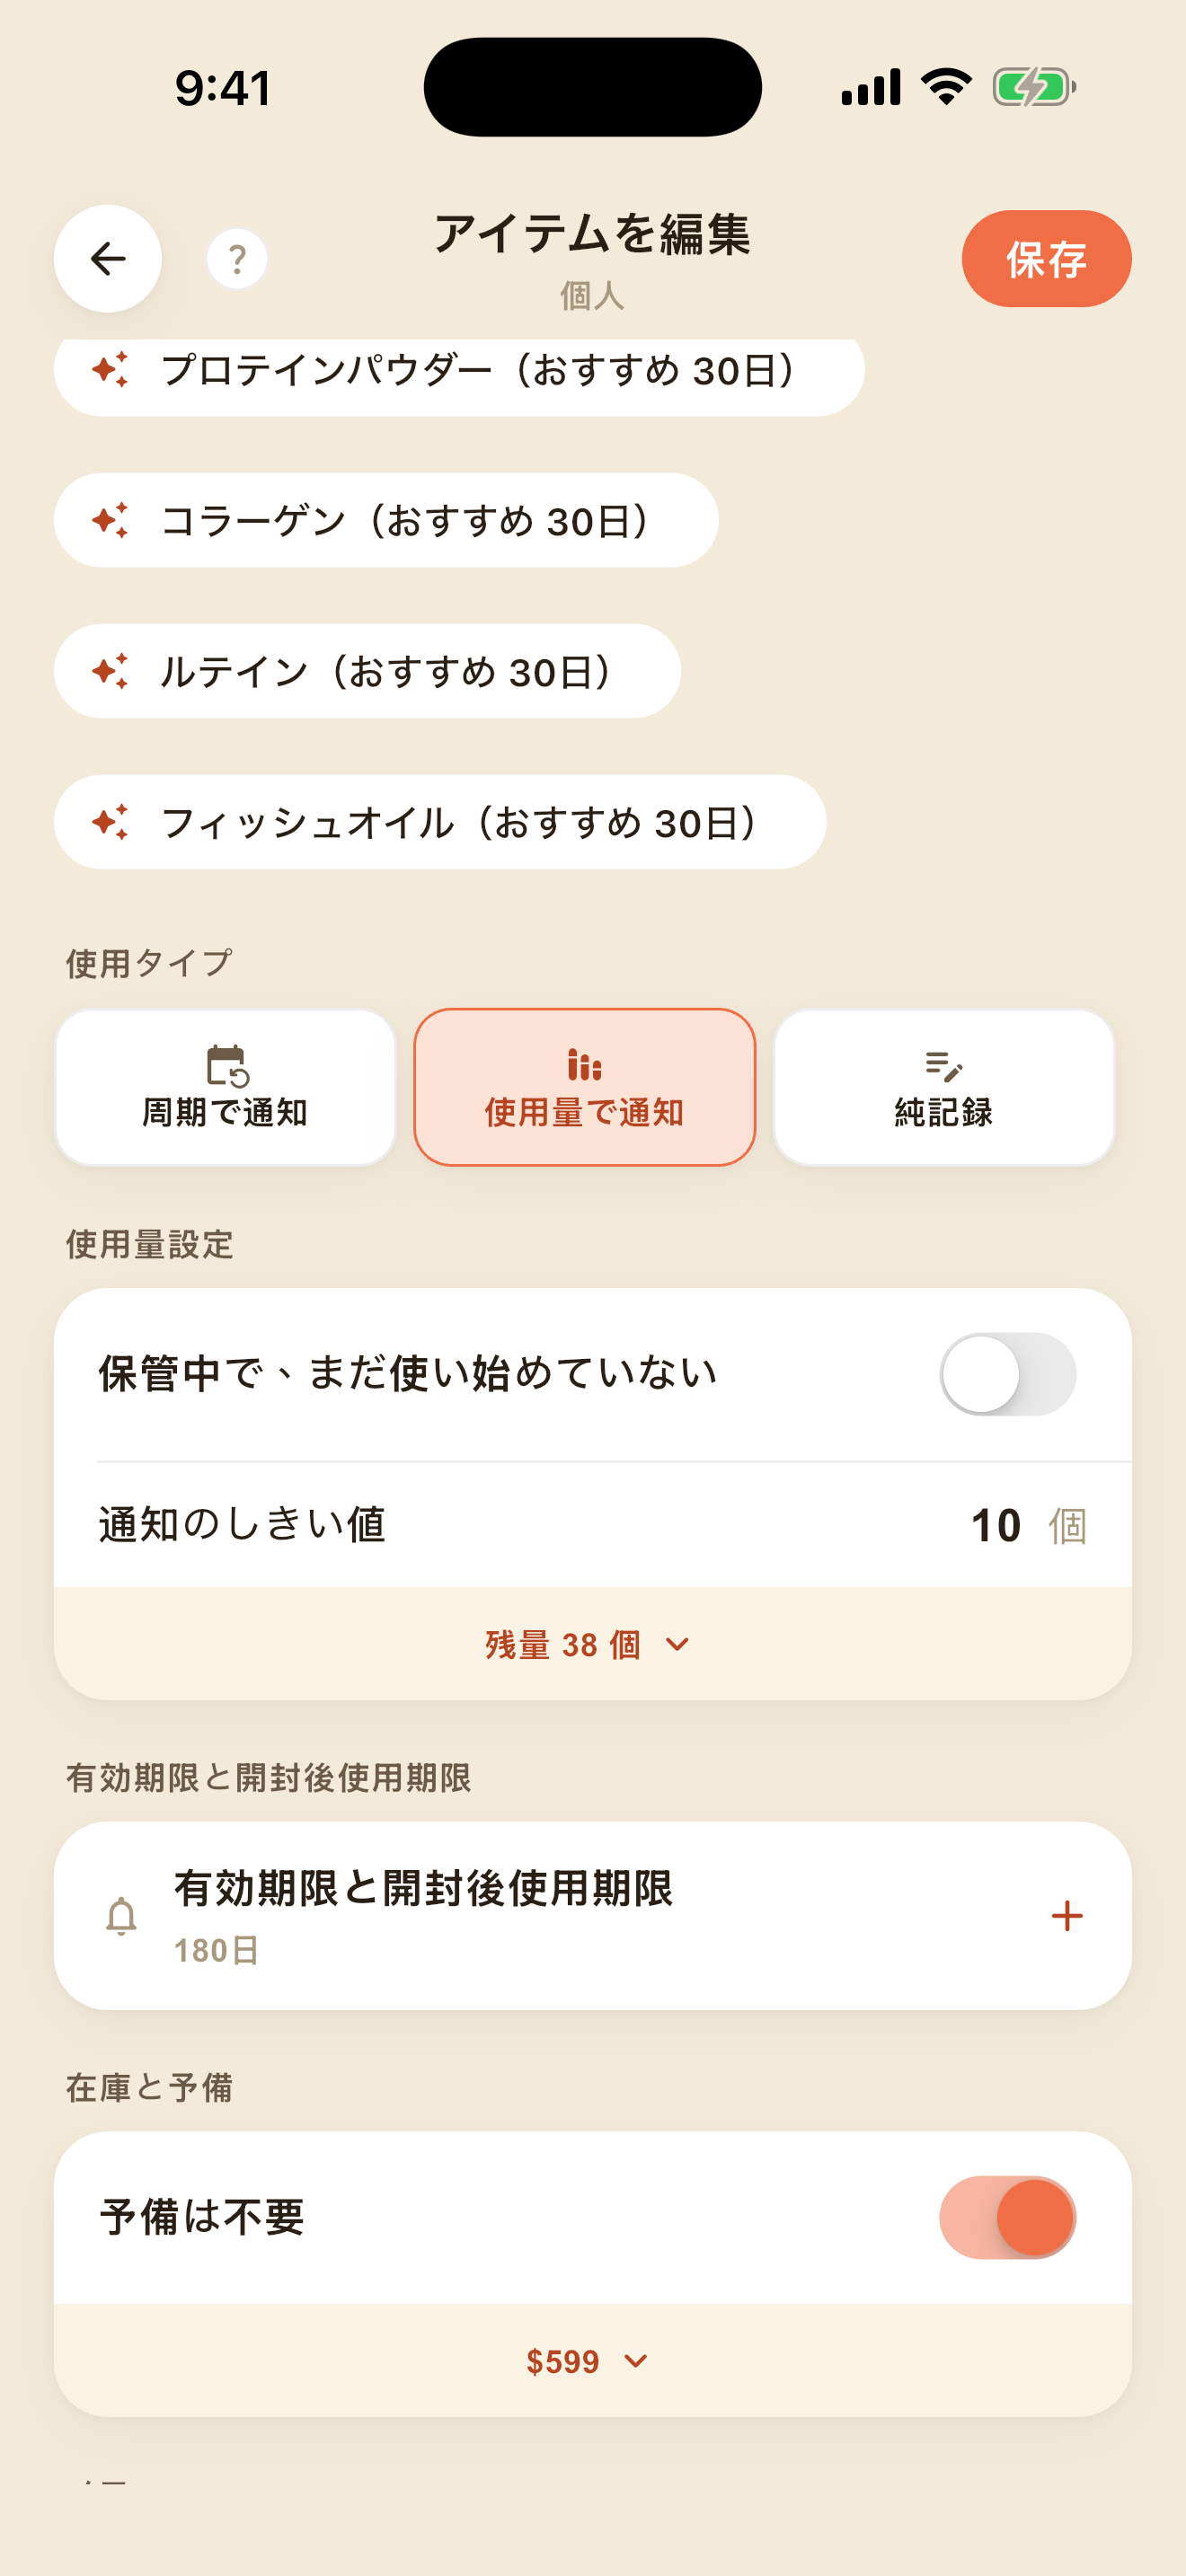 9:41
?
アイテムを編集
個人
保存
プロテインパウダー（おすすめ 30日）
コラーゲン（おすすめ 30日）
ルテイン（おすすめ 30日）
フィッシュオイル（おすすめ 30日）
使用タイプ
周期で通知
使用量で通知
純記録
使用量設定
保管中で、まだ使い始めていない
通知のしきい値
10 個
残量 38 個
有効期限と開封後使用期限
有効期限と開封後使用期限
180日
在庫と予備
予備は不要
$599